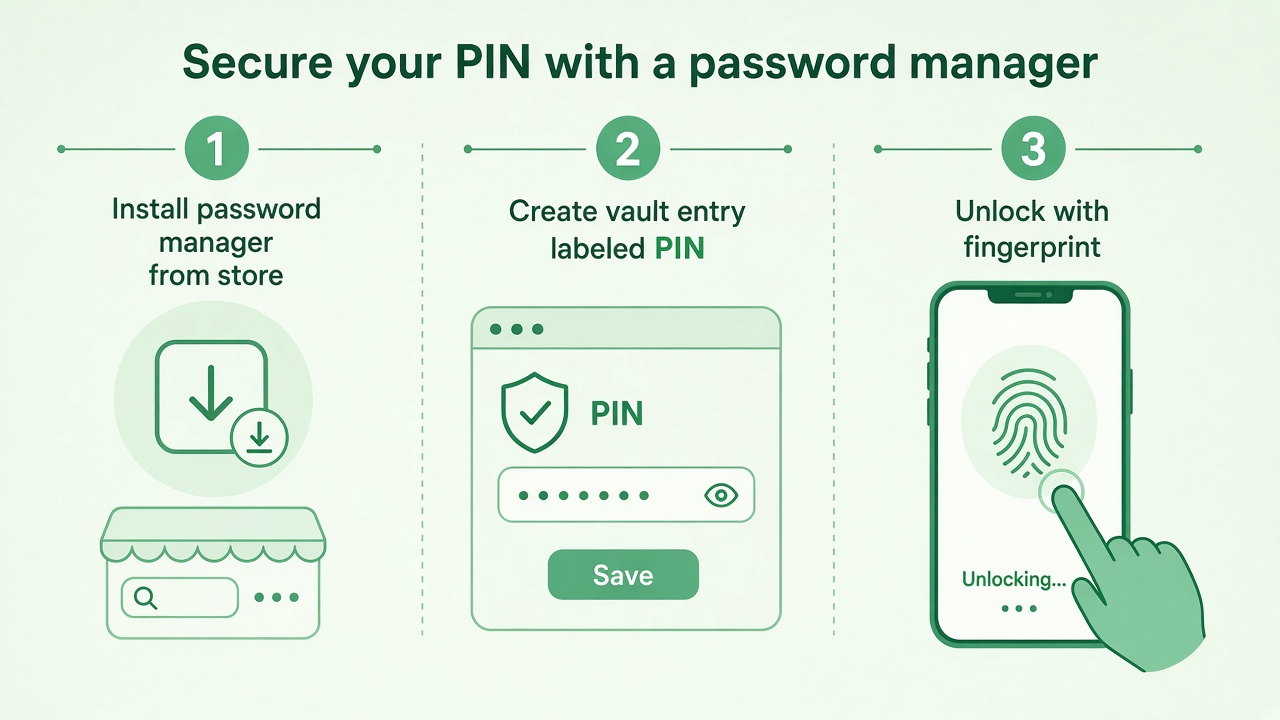 Secure your PIN with a password manager
1
Install password
manager
from store
2
Create vault entry
labeled PIN
PIN
Save
3
Unlock with
fingerprint
Unlocking...